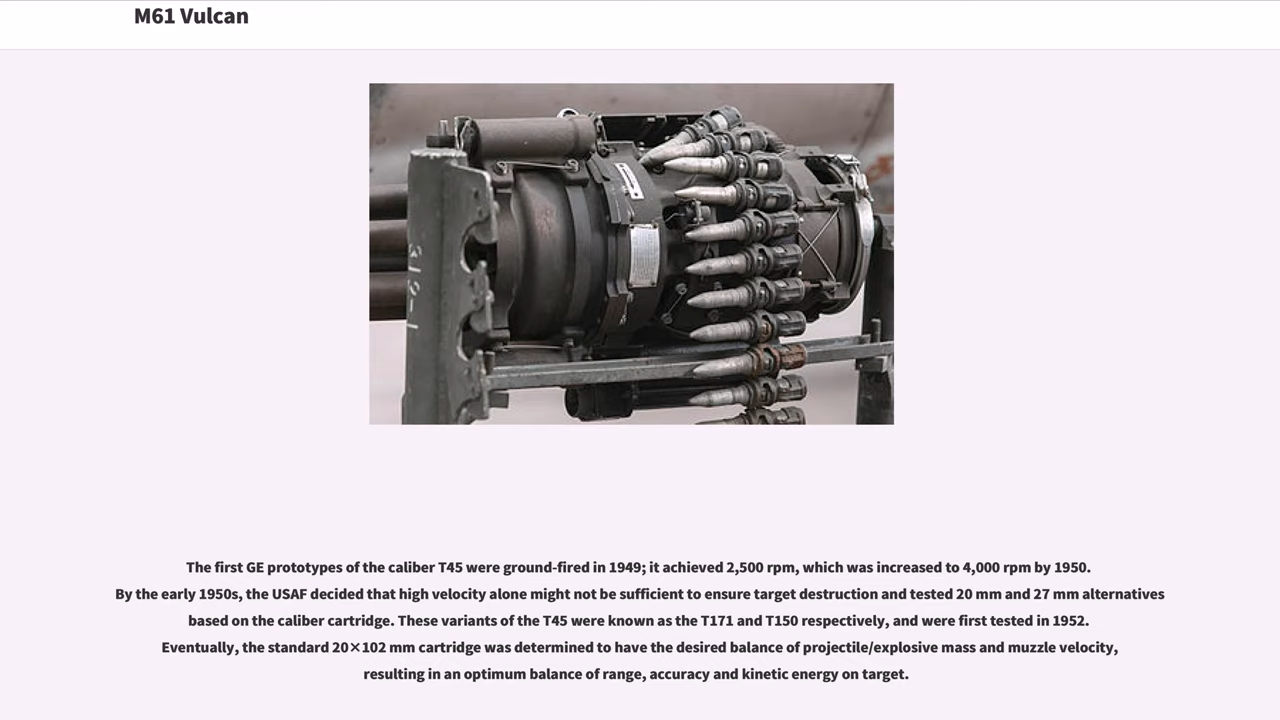 M61 Vulcan
The first GE prototypes of the caliber T45 were ground-fired in 1949; it achieved 2,500 rpm, which was increased to 4,000 rpm by 1950.
By the early 1950s, the USAF decided that high velocity alone might not be sufficient to ensure target destruction and tested 20 mm and 27 mm alternatives
based on the caliber cartridge. These variants of the T45 were known as the T171 and T150 respectively, and were first tested in 1952.
Eventually, the standard 20×102 mm cartridge was determined to have the desired balance of projectile/explosive mass and muzzle velocity,
resulting in an optimum balance of range, accuracy and kinetic energy on target.